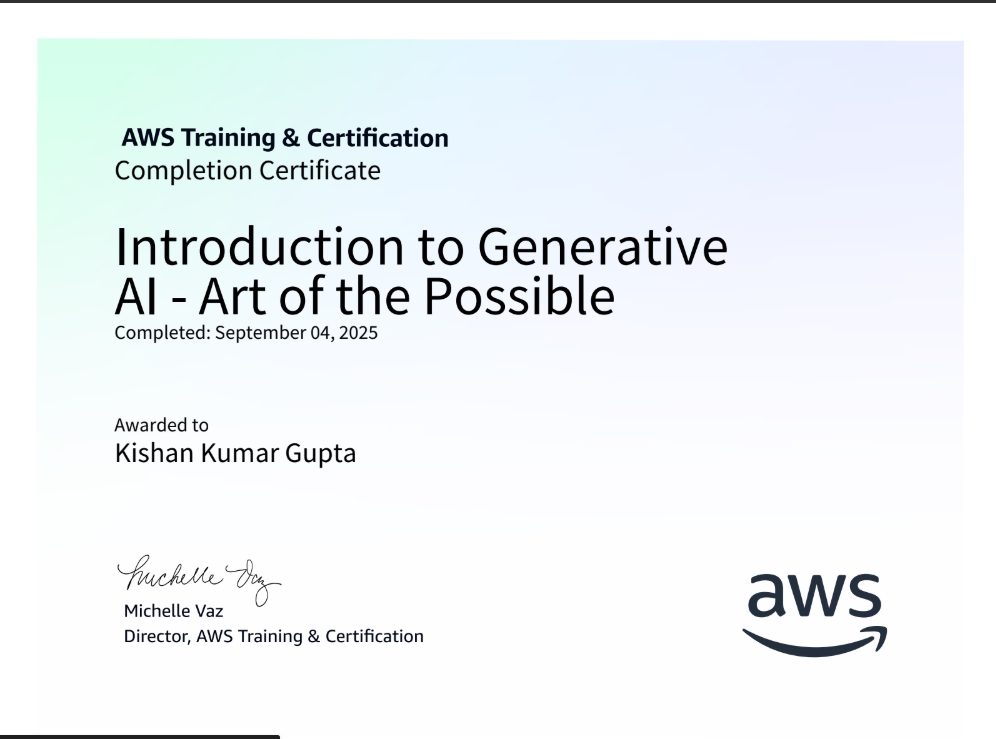 AWS Training & Certification
Completion Certificate
Introduction to Generative
AI - Art of the Possible
Completed: September 04, 2025
Awarded to
Kishan Kumar Gupta
Michelle Vaz
Michelle Vaz
Director, AWS Training & Certification
aws